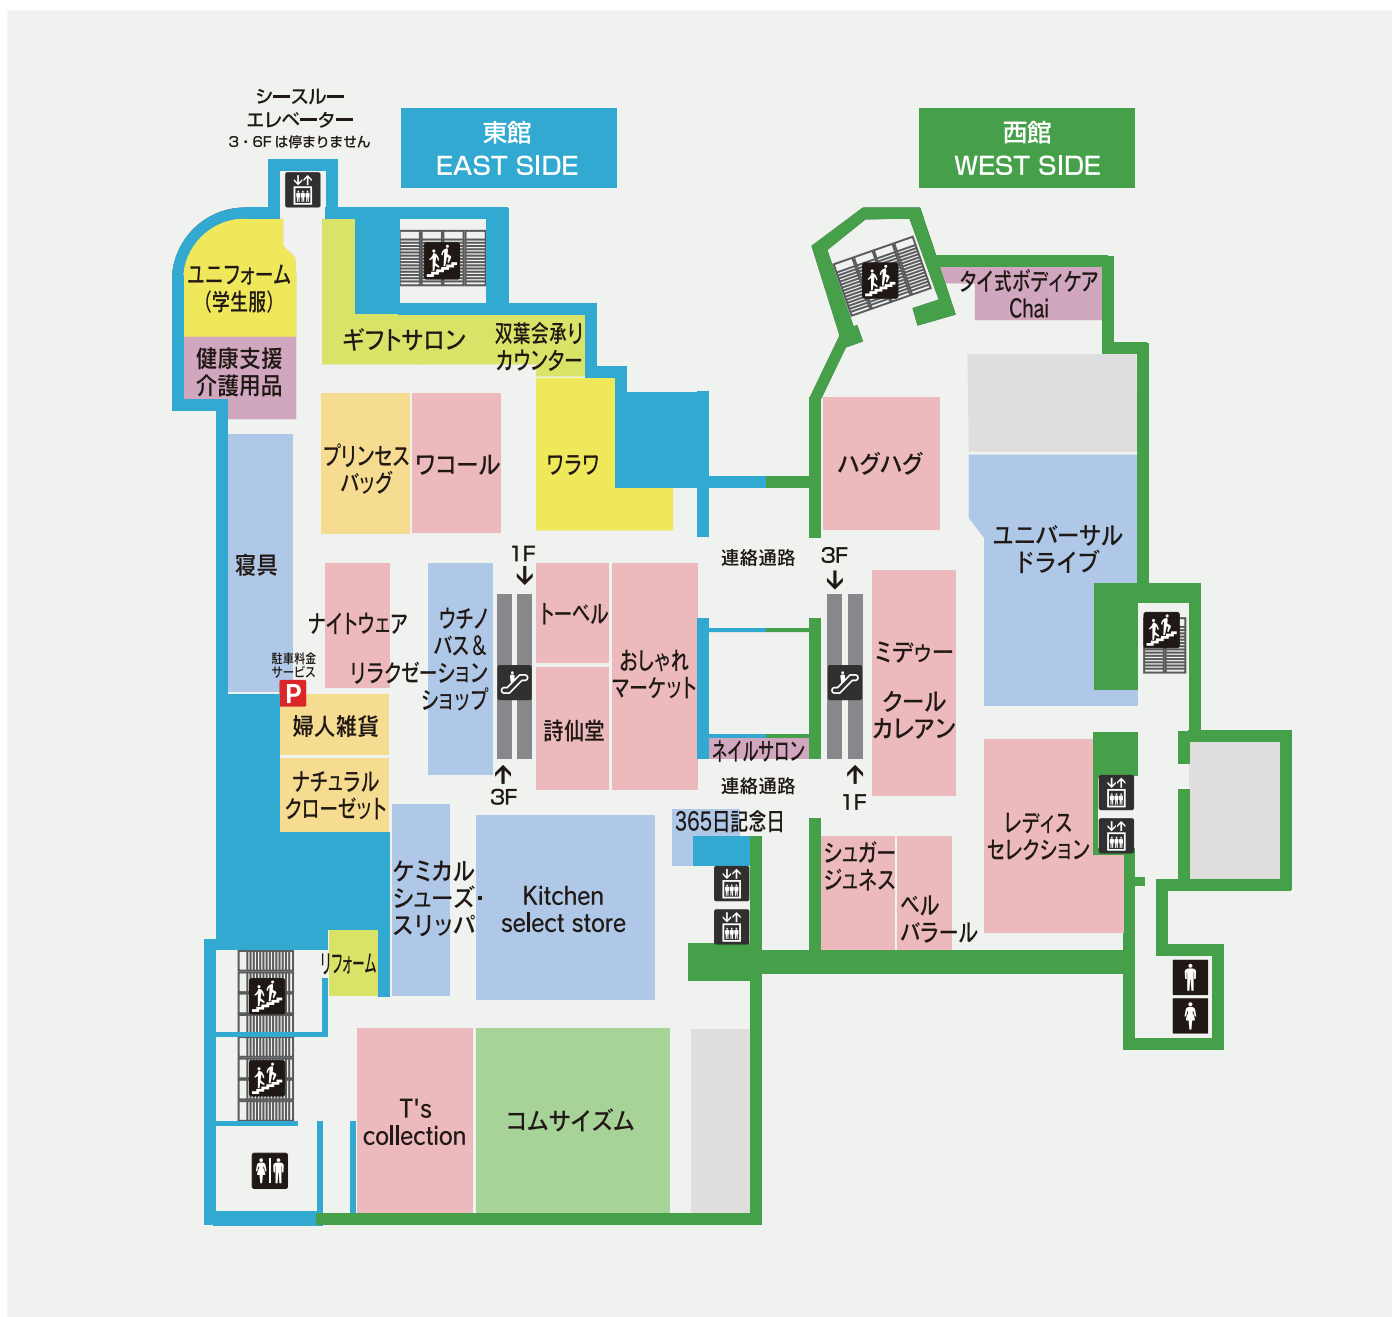 シースルー
エレベーター
3・6Fは停まりません
東館
EAST SIDE
西館
WEST SIDE
ユニフォーム
(学生服)
健康支援
介護用品
ギフトサロン
双葉会承り
カウンター
タイ式ボディケア
Chai
プリンセス
バッグ
ワコール
ワラワ
ハグハグ
ユニバーサル
ドライブ
寝具
1F
連絡通路
3F
ナイトウェア
ウチノ
バス&
リラクゼーション
ショップ
トーベル
おしゃれ
マーケット
詩仙堂
ミデゥー
クール
カレアン
駐車料金
サービス
P
婦人雑貨
ナチュラル
クローゼット
3F
ネイルサロン
連絡通路
1F
365日記念日
レディス
セレクション
シュガー
ジュネス
ベル
バラール
ケミカル
シューズ・
スリッパ
Kitchen
select store
リフォーム
T's
collection
コムサイズム